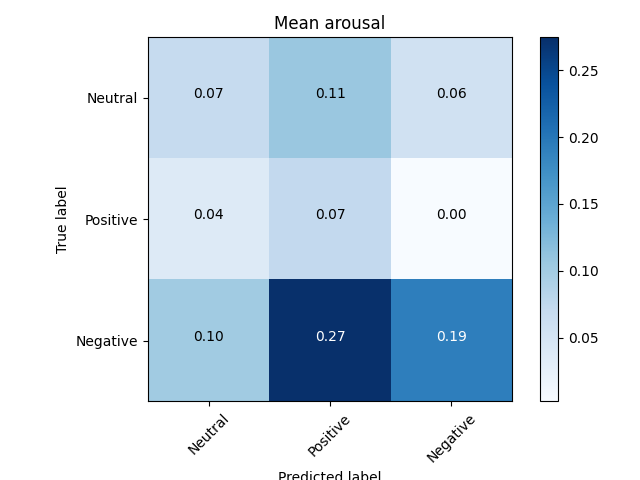 Mean arousal
True label
Neutral 0.07 0.11 0.06
Positive 0.04 0.07 0.00
Negative 0.10 0.27 0.19
Neutral Positive Negative
Predicted label
0.25
0.20
0.15
0.10
0.05